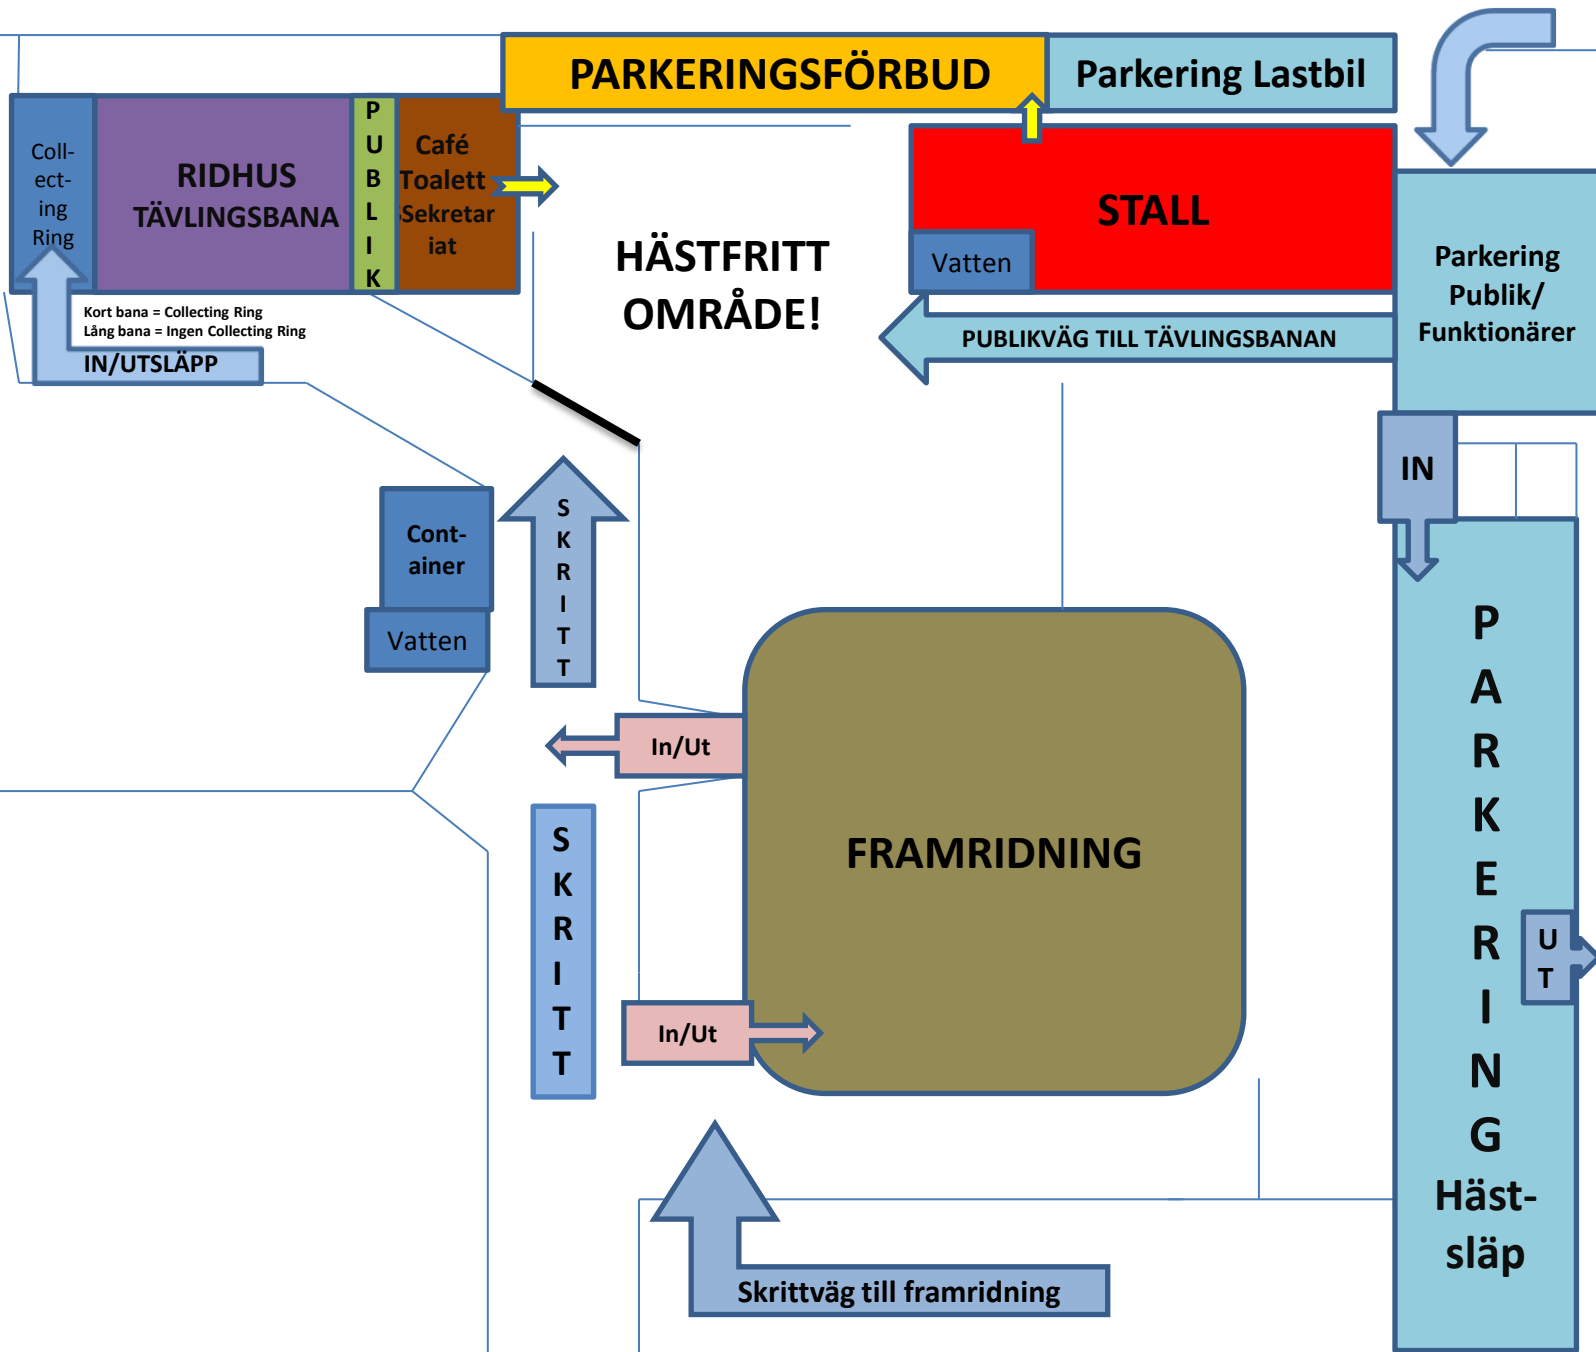 PARKERINGSFÖRBUD
Parkering Lastbil
Coll-
ect-
ing
Ring
RIDHUS
TÄVLINGSBANA
P
U
B
L
I
K
Café
Toalett
sSekretar
iat
HÄSTFRITT
OMRÅDE!
STALL
Vatten
Parkering
Publik/
Funktionärer
Kort bana = Collecting Ring
Lång bana = Ingen Collecting Ring
IN/UTSLÄPP
PUBLIKVÄG TILL TÄVLINGSBANAN
IN
Cont-
ainer
Vatten
S
K
R
I
T
T
In/Ut
S
K
R
I
T
T
FRAMRIDNING
In/Ut
P
A
R
K
E
R
I
N
G
Häst-
släp
U
T
Skrittväg till framridning